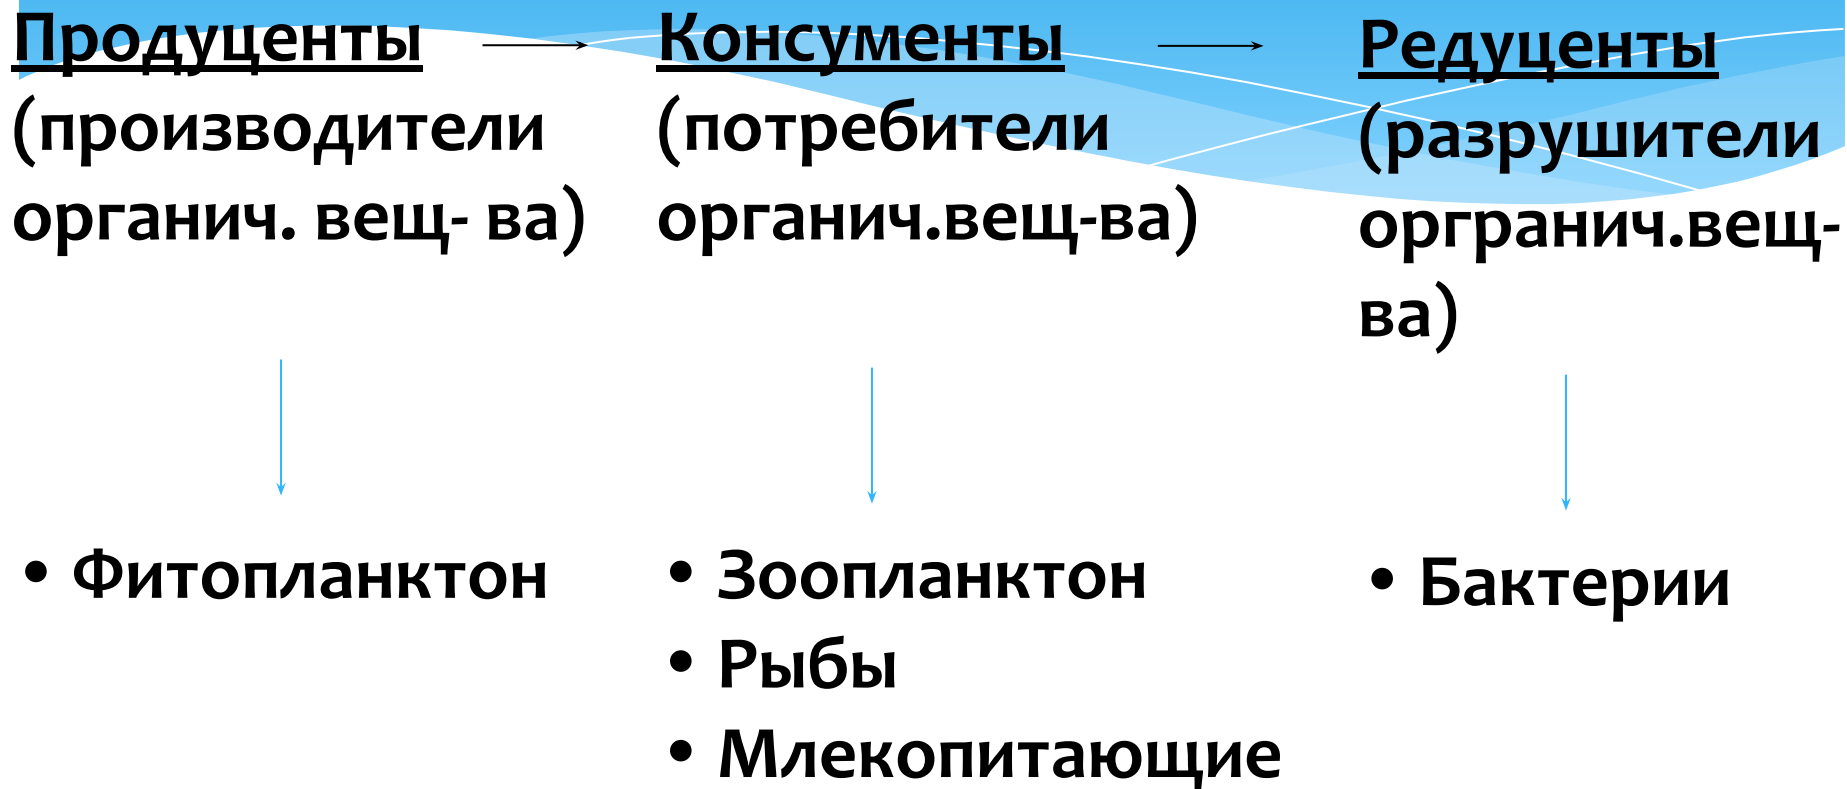 Продуценты
(производители
органич. вещ- ва)
Консументы
(потребители
органич.вещ-ва)
Редуценты
(разрушители
оргранич.вещ-
ва)
• Фитопланктон
• Зоопланктон
• Рыбы
• Млекопитающие
• Бактерии